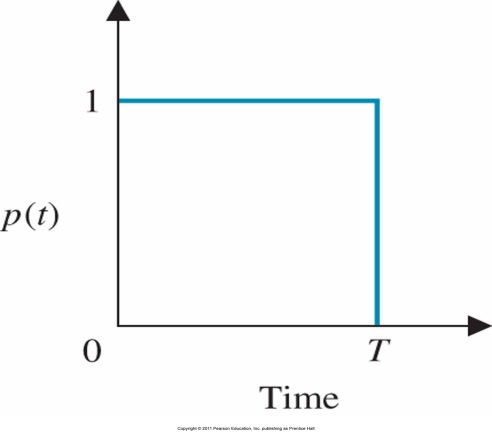 1
p(t)
0
T
Time
Copyright © 2011 Pearson Education, Inc. publishing as Prentice Hall